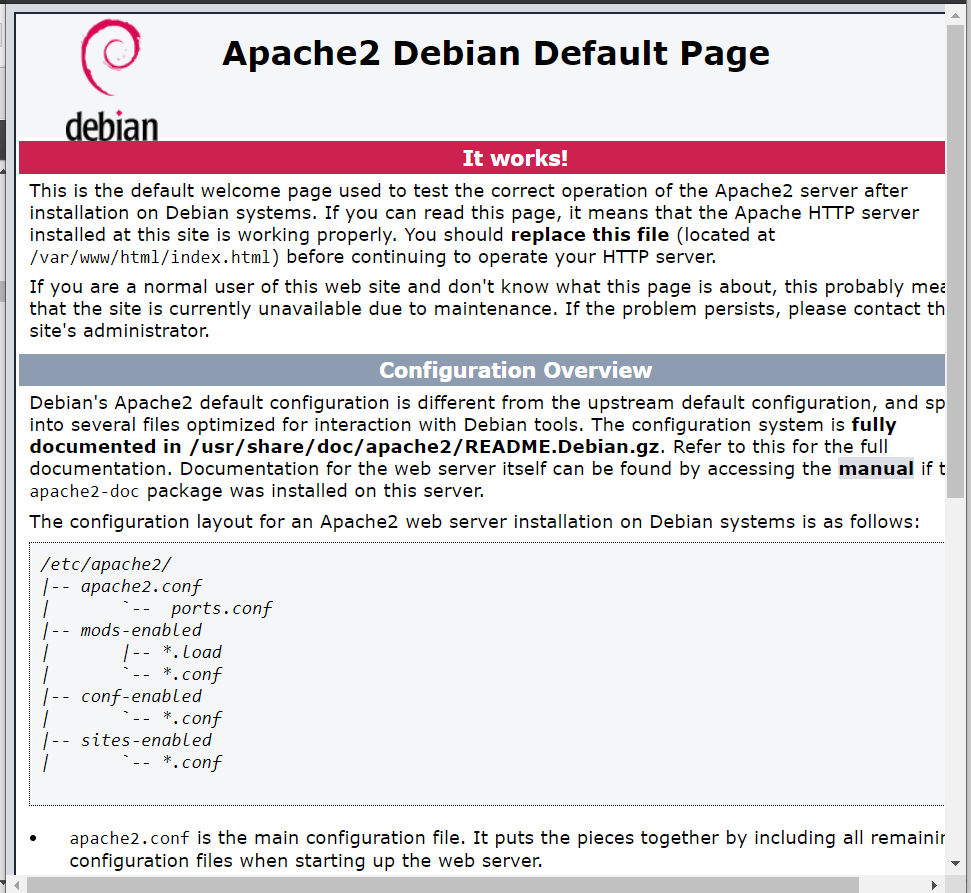 debian
Apache2 Debian Default Page
It works!
This is the default welcome page used to test the correct operation of the Apache2 server after
installation on Debian systems. If you can read this page, it means that the Apache HTTP server
installed at this site is working properly. You should replace this file (located at
/var/www/html/index.html) before continuing to operate your HTTP server.
If you are a normal user of this web site and don't know what this page is about, this probably mea
that the site is currently unavailable due to maintenance. If the problem persists, please contact th
site's administrator.
Configuration Overview
Debian's Apache2 default configuration is different from the upstream default configuration, and sp
into several files optimized for interaction with Debian tools. The configuration system is fully
documented in /usr/share/doc/apache2/README.Debian.gz. Refer to this for the full
documentation. Documentation for the web server itself can be found by accessing the manual if t
apache2-doc package was installed on this server.
The configuration layout for an Apache2 web server installation on Debian systems is as follows:
/etc/apache2/
|-- apache2.conf
|       `--  ports.conf
|-- mods-enabled
|       |-- *.load
|       `-- *.conf
|-- conf-enabled
|       `-- *.conf
|-- sites-enabled
|       `-- *.conf
• apache2.conf is the main configuration file. It puts the pieces together by including all remainin
configuration files when starting up the web server.